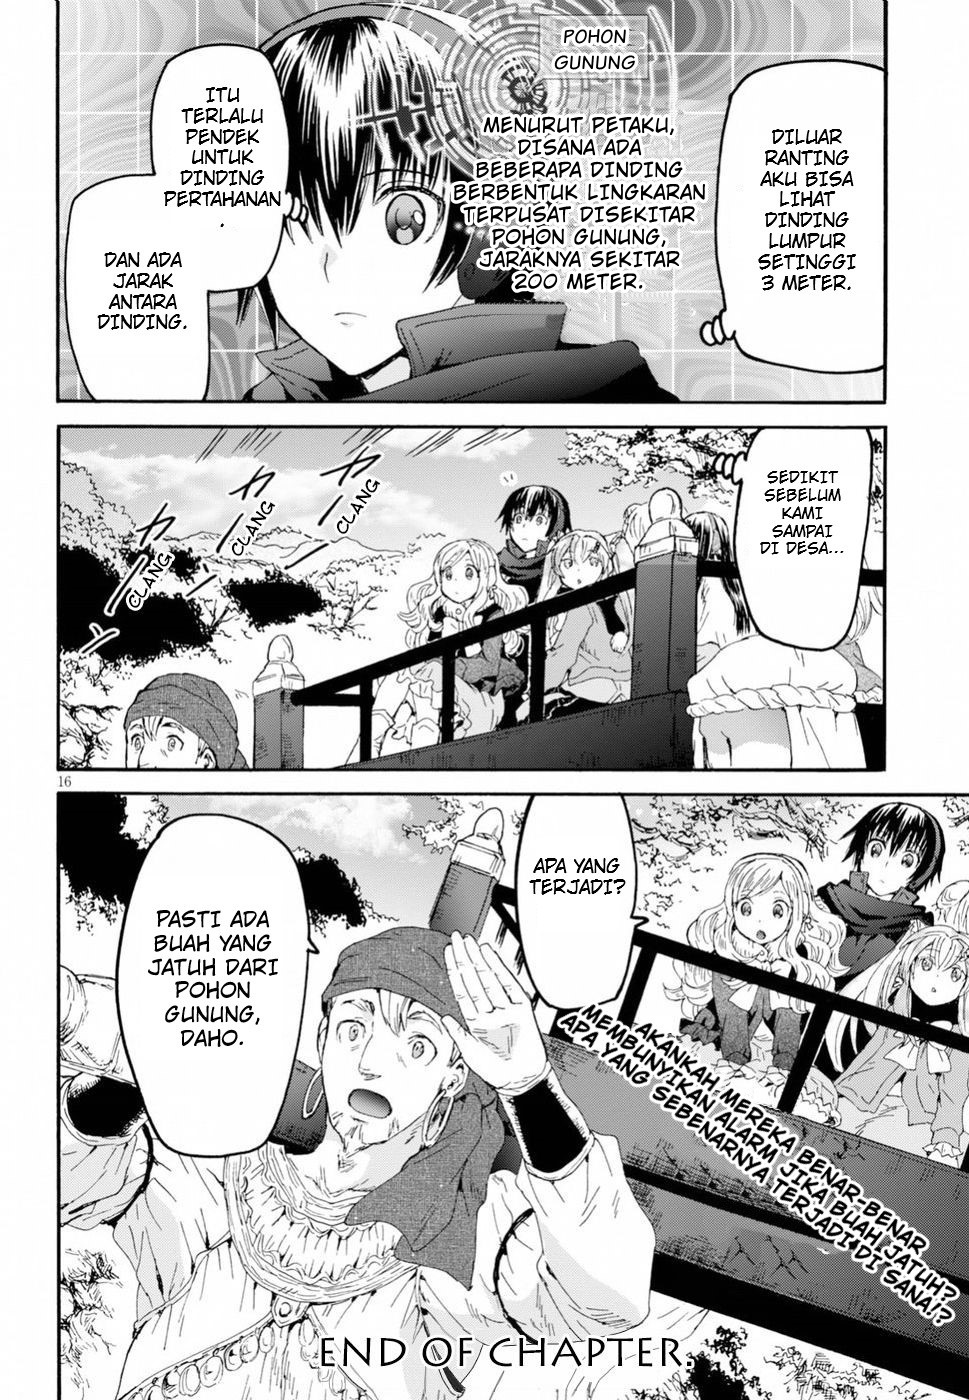 POHON
GUNUNG
DILUAR
RANTING
AKU BISA
LIHAT
DINDING
LUMPUR
SETINGGI
3 METER.
MENURUT PETAKU,
DISANA ADA
BEBERAPA DINDING
BERBENTUK LINGKARAN
TERPUSAT DISEKITAR
POHON GUNUNG,
JARAKNYA SEKITAR
200 METER.
ITU
TERLALU
PENDEK
UNTUK
DINDING
PERTAHANAN
.
DAN ADA
JARAK
ANTARA
DINDING.
SEDIKIT
SEBELUM
KAMI
SAMPAI
DI DESA...
CLANG
CLANG
CLANG
16
APA YANG
TERJADI?
PASTI ADA
BUAH YANG
JATUH DARI
POHON
GUNUNG,
DAHO.
AKANKAH MEREKA BENAR-BENAR
MEMBUNYIKAN ALARM JIKA BUAH JATUH?
APA YANG SEBENARNYA TERJADI DI SANA!?
END OF CHAPTER.